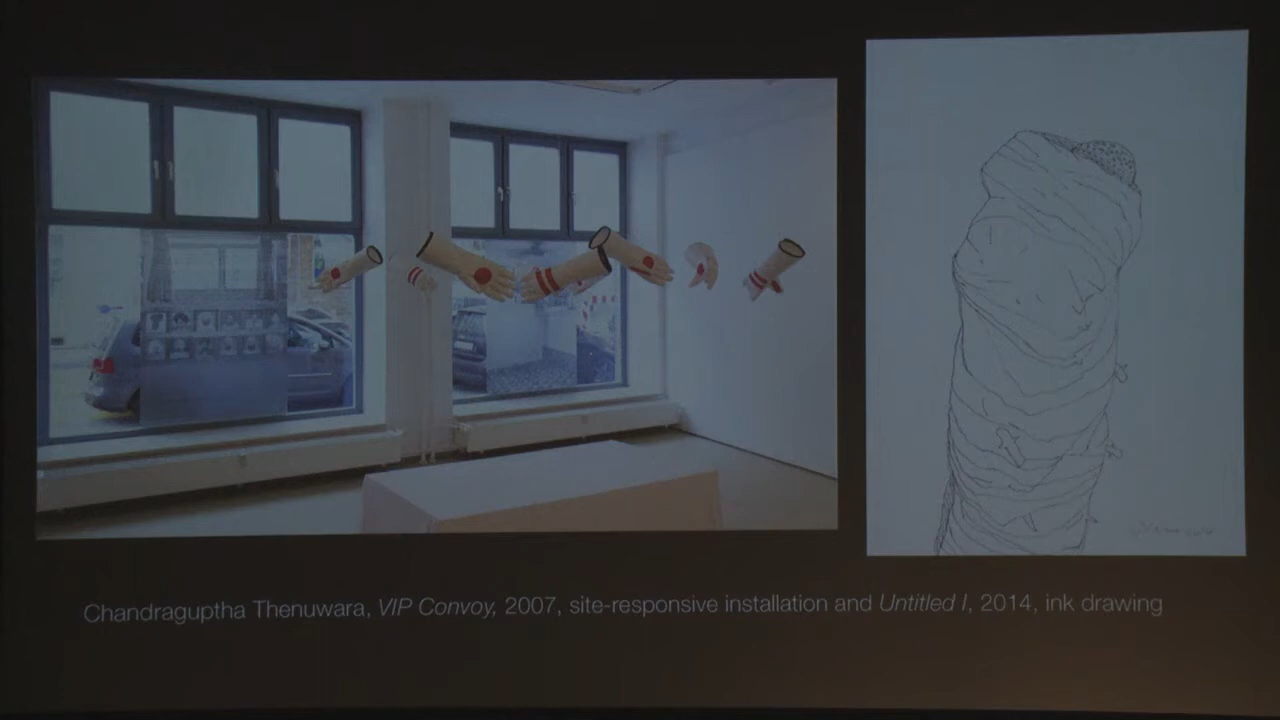 Chandraguptha Thenuwara, VIP Convoy, 2007, site-responsive installation and Untitled I, 2014, ink drawing